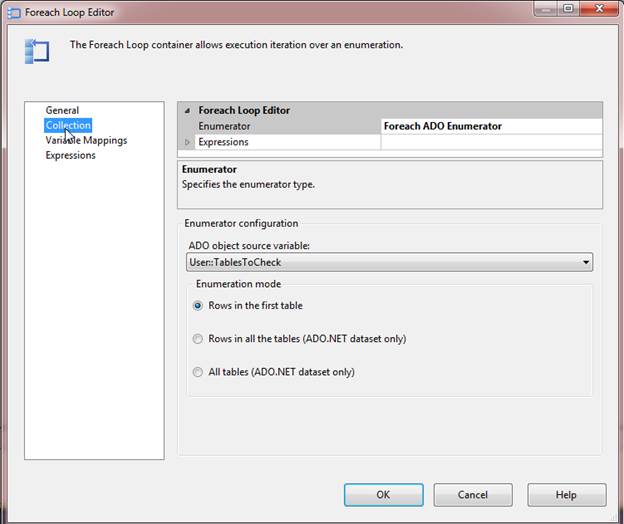 Foreach Loop Editor
The Foreach Loop container allows execution iteration over an enumeration.
General
Collection
Variable Mappings
Expressions
Foreach Loop Editor
Enumerator Foreach ADO Enumerator
Expressions
Enumerator
Specifies the enumerator type.
Enumerator configuration
ADO object source variable:
User::TablesToCheck
Enumeration mode
Rows in the first table
Rows in all the tables (ADO.NET dataset only)
All tables (ADO.NET dataset only)
OK Cancel Help